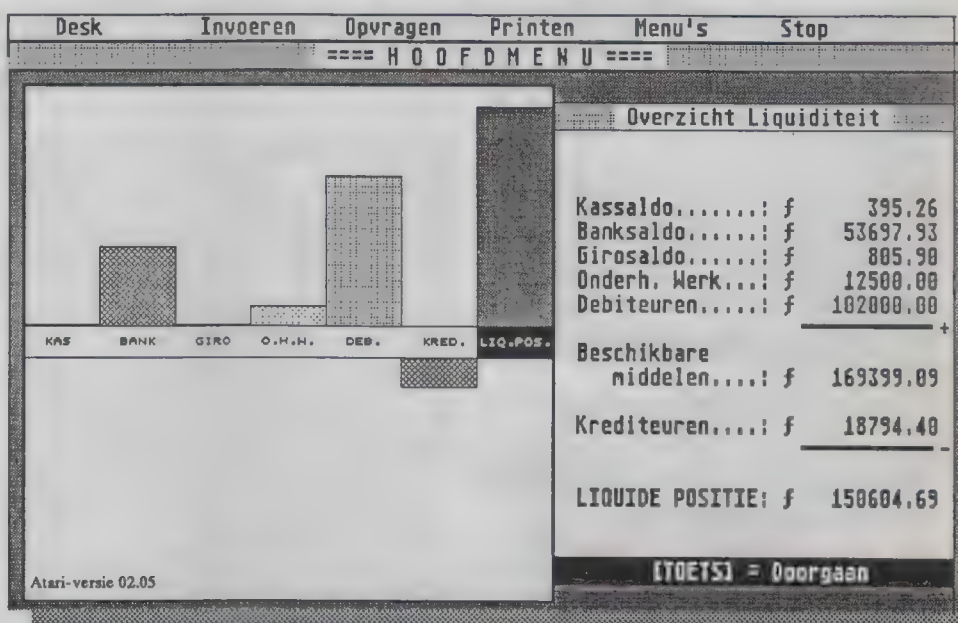 Desk Invoeren Opvragen Printen Menu's Stop
==== H O O F D M E N U ====
Overzicht Liquiditeit
Kassaldo.......: ƒ 395.26
Banksaldo......: ƒ 53697.93
Girosaldo......: ƒ 805.90
Onderh. Werk...: ƒ 12500.00
Debiteuren.....: ƒ 102000.00
+
Beschikbare
middelen....: ƒ 169399.09
Krediteuren....: ƒ 18794.40
-
LIQUIDE POSITIE: ƒ 150604.69
[TOETS] = Doorgaan
KAS BANK GIRO O.H.W. DEB. KRED. LIQ.POS.
Atari-versie 02.05